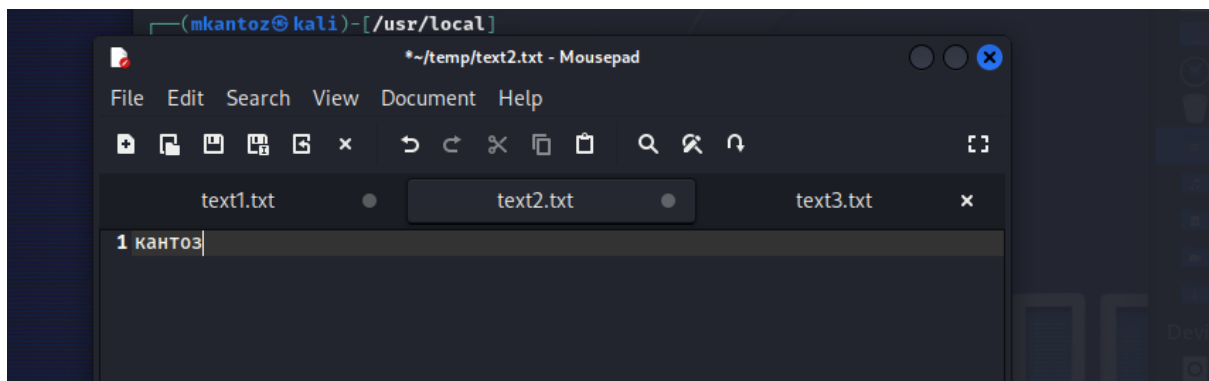 ┌──(mkantoz㉿kali)-[/usr/local]
*~/temp/text2.txt - Mousepad
File Edit Search View Document Help
text1.txt text2.txt text3.txt
1 кантоз
Devi